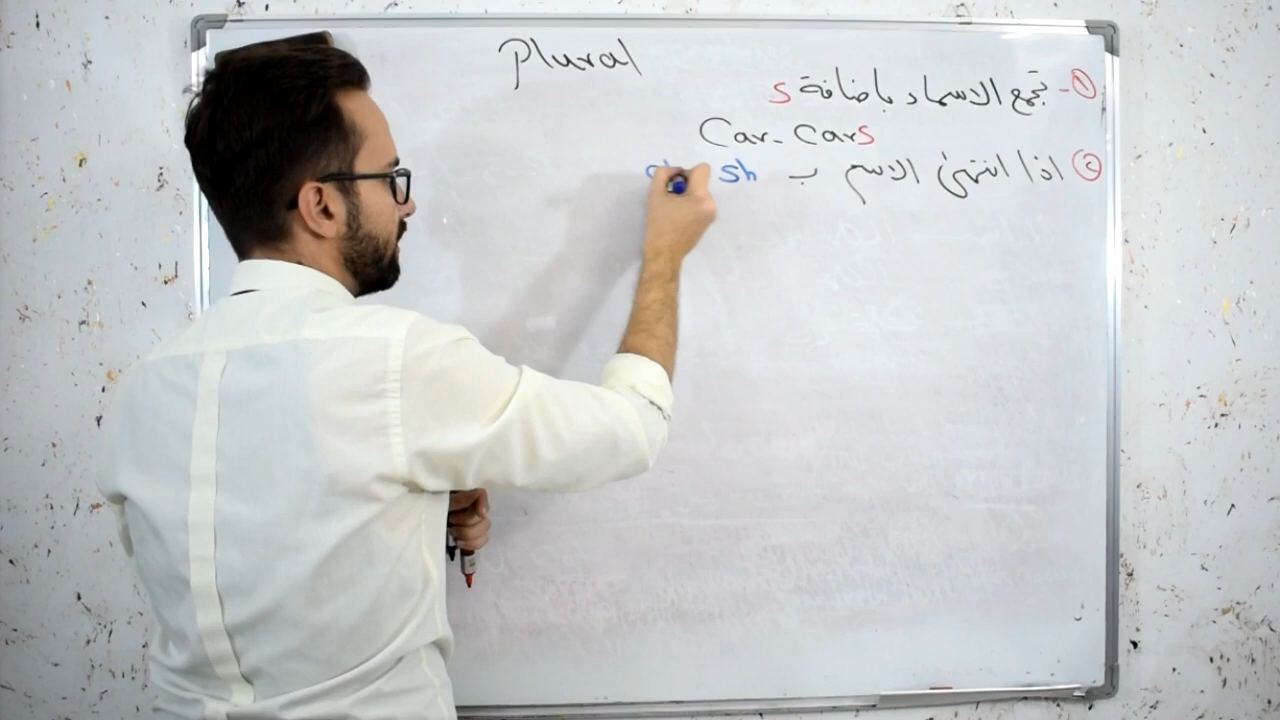 Plural
①- تجمع الاسماء باضافة s
Car - cars
② اذا انتهى الاسم ب sh